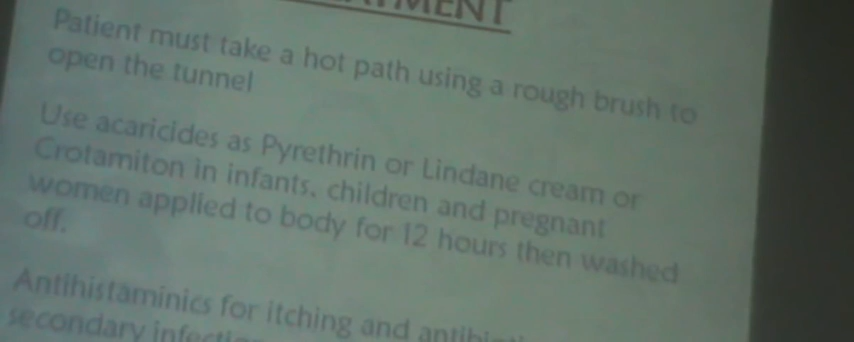 TMENT
Patient must take a hot path using a rough brush to
open the tunnel
Use acaricides as Pyrethrin or Lindane cream or
Crotamiton in infants, children and pregnant
women applied to body for 12 hours then washed
off.
Antihistaminics for itching and
secondary